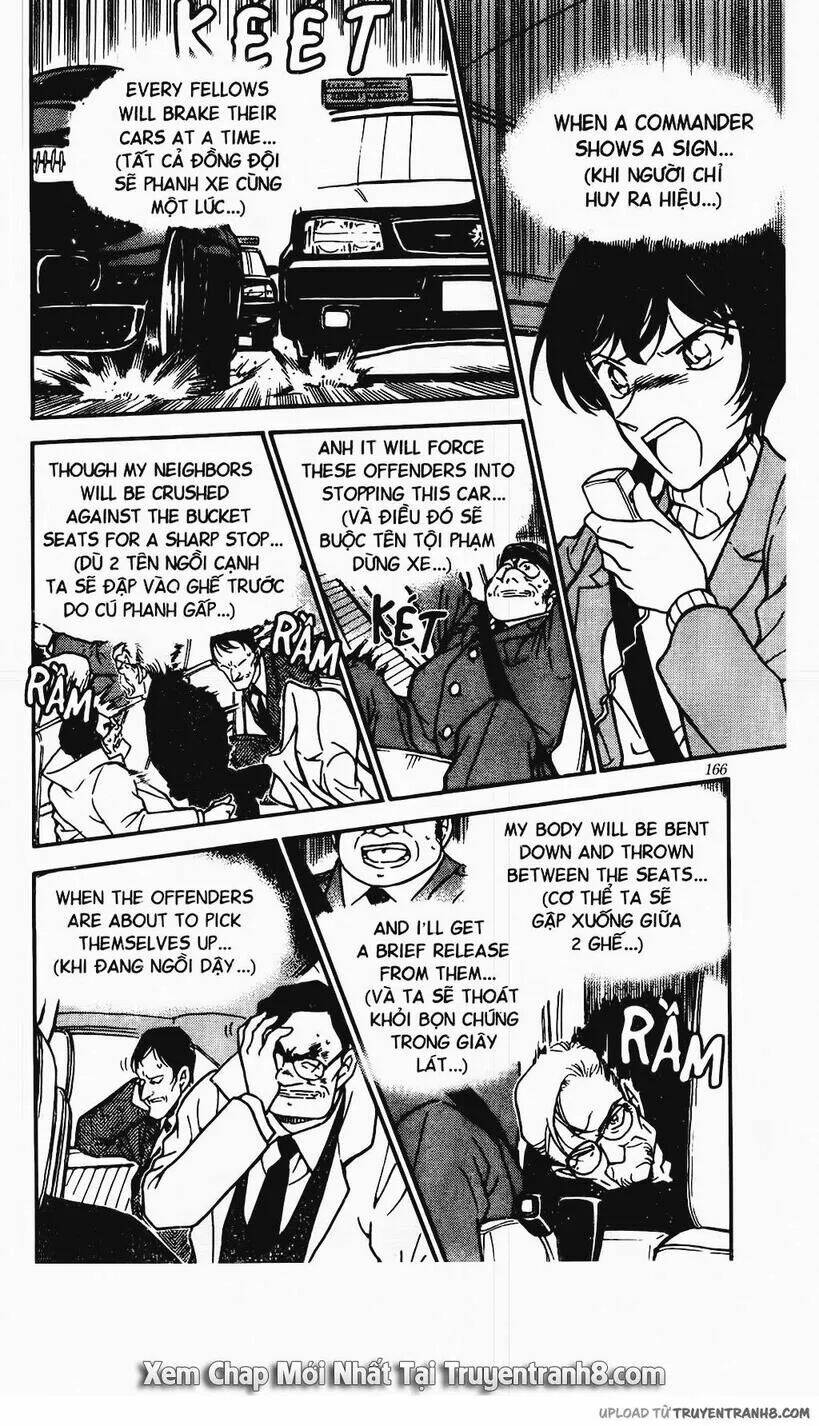 WHEN A COMMANDER
SHOWS A SIGN...
(KHI NGƯỜI CHỈ
HUY RA HIỆU...)
KÉÉT
EVERY FELLOWS
WILL BRAKE THEIR
CARS AT A TIME...
(TẤT CẢ ĐỒNG ĐỘI
SẼ PHANH XE CÙNG
MỘT LÚC...)
ANH IT WILL FORCE
THESE OFFENDERS INTO
STOPPING THIS CAR...
(VÀ ĐIỀU ĐÓ SẼ
BUỘC TÊN TỘI PHẠM
DỪNG XE...)
KÉT
THOUGH MY NEIGHBORS
WILL BE CRUSHED
AGAINST THE BUCKET
SEATS FOR A SHARP STOP...
(DÙ 2 TÊN NGỒI CẠNH
TA SẼ ĐẬP VÀO GHẾ TRƯỚC
DO CÚ PHANH GẤP...)
RẦM
RẦM
166
MY BODY WILL BE BENT
DOWN AND THROWN
BETWEEN THE SEATS...
(CƠ THỂ TA SẼ
GẬP XUỐNG GIỮA
2 GHẾ...)
RẦM
AND I'LL GET
A BRIEF RELEASE
FROM THEM...
(VÀ TA SẼ THOÁT
KHỎI BỌN CHÚNG
TRONG GIÂY
LÁT...)
WHEN THE OFFENDERS
ARE ABOUT TO PICK
THEMSELVES UP...
(KHI ĐANG NGỒI DẬY...)
Xem Chap Mới Nhất Tại Truyentranh8.com
UPLOAD TỪ TRUYENTRANH8.COM